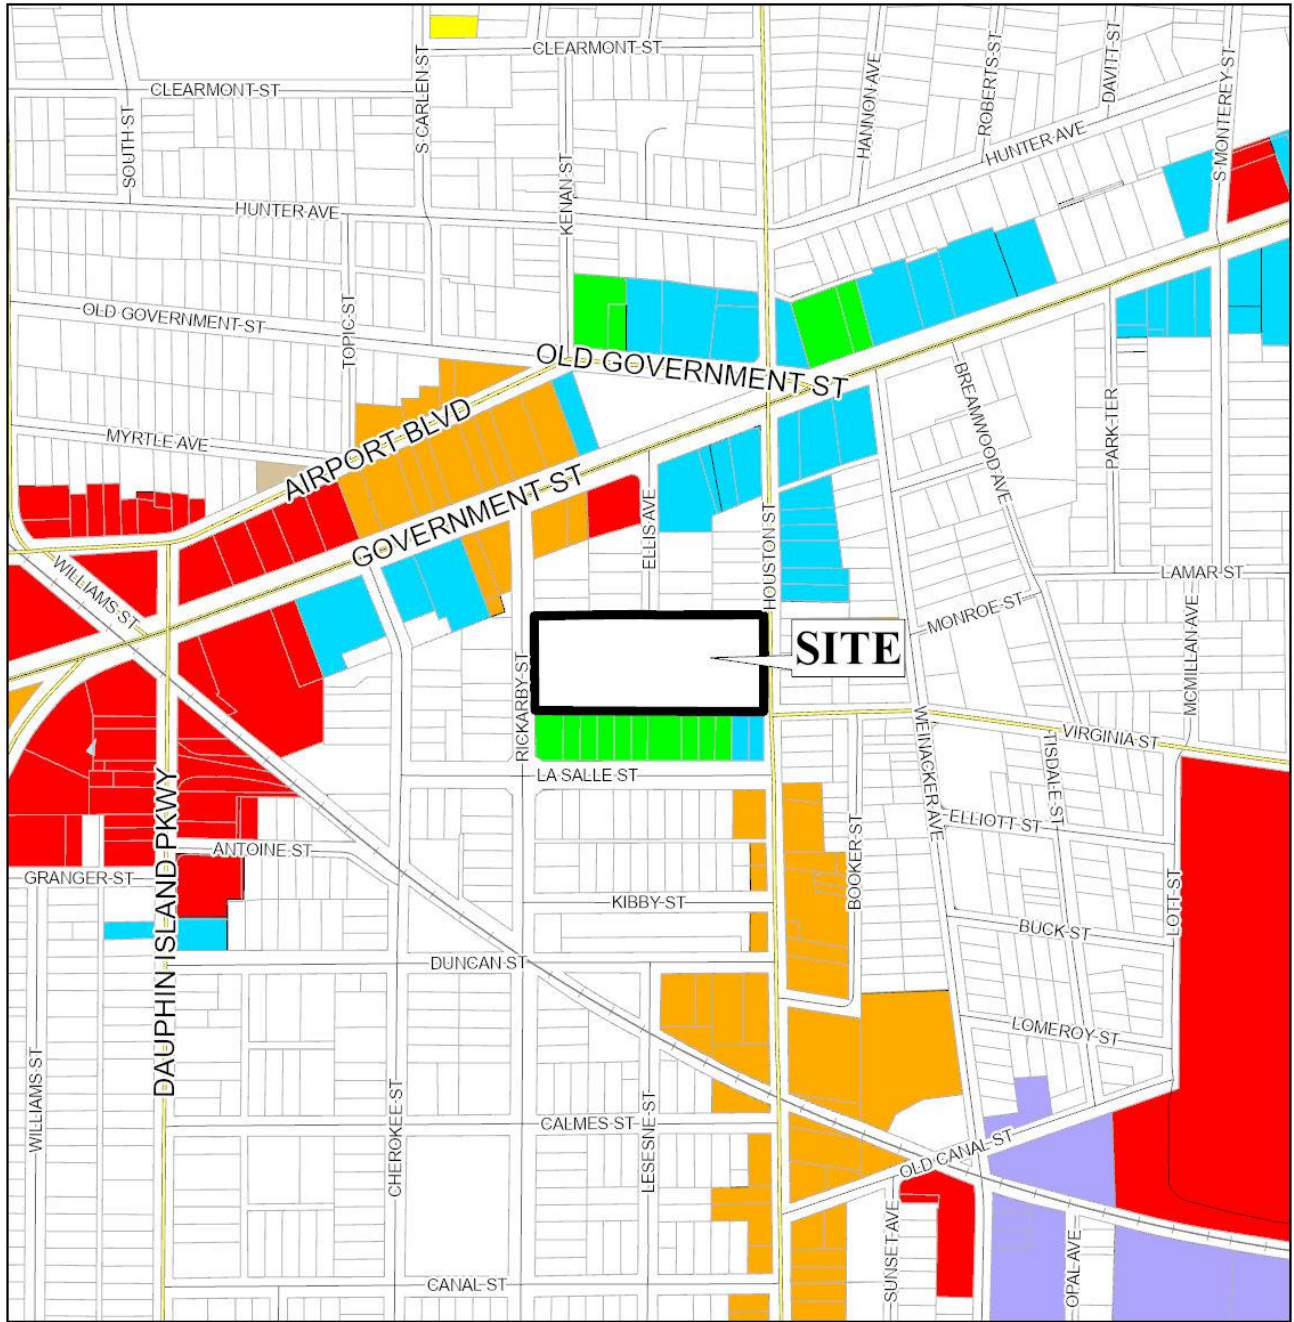 CLEARMONT ST
CLEARMONT ST
S CARLEN ST
SOUTH ST
KENAN ST
HANNON AVE
ROBERTS ST
DAVITT ST
S MONTEREY ST
HUNTER AVE
HUNTER AVE
OLD GOVERNMENT ST
TOPIC ST
OLD GOVERNMENT ST
MYRTLE AVE
AIRPORT BLVD
GOVERNMENT ST
BREAMWOOD AVE
PARK TER
ELLIS AVE
HOUSTON ST
WILLIAMS ST
LAMAR ST
MONROE ST
MCMILLAN AVE
SITE
RICKARBY ST
WEINACKER AVE
VIRGINIA ST
TISDALE ST
LA SALLE ST
DAUPHIN ISLAND PKWY
ELLIOTT ST
BOOKER ST
ANTOINE ST
GRANGER ST
KIBBY ST
LOTT ST
BUCK ST
DUNCAN ST
LOMEROY ST
WILLIAMS ST
CHEROKEE ST
CALMES ST
LESESNE ST
OLD CANAL ST
SUNSET AVE
OPAL AVE
CANAL ST